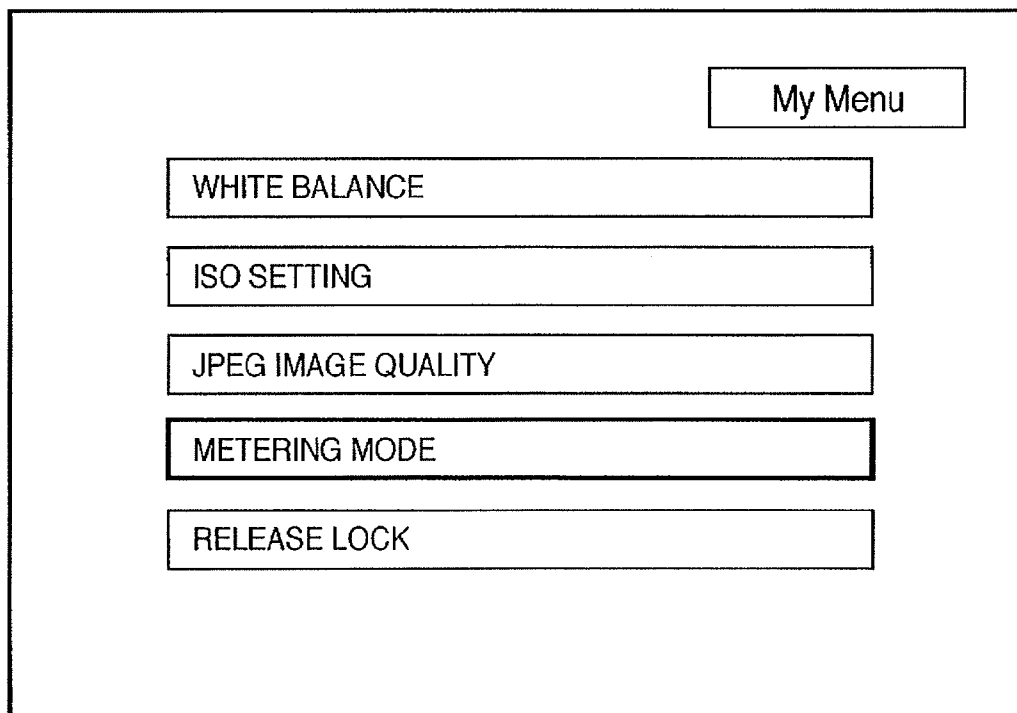 My Menu
WHITE BALANCE
ISO SETTING
JPEG IMAGE QUALITY
METERING MODE
RELEASE LOCK